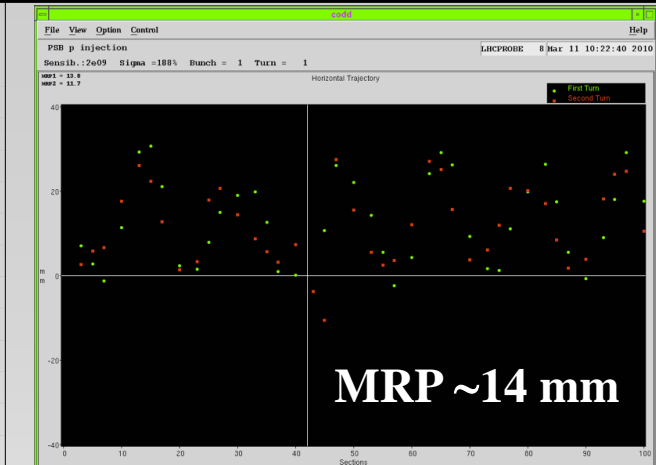 codd
File View Option Control Help
PSB p injection LHCPROBE 8 Mar 11 10:22:40 2010
Sensib.:2e09 Sigma =188% Bunch = 1 Turn = 1
MRP1 = 13.8
MRP2 = 11.7
Horizontal Trajectory
First Turn
Second Turn
40
20
m
m
0
-20
-40
MRP ~14 mm
0 10 20 30 40 50 60 70 80 90 100
Sections